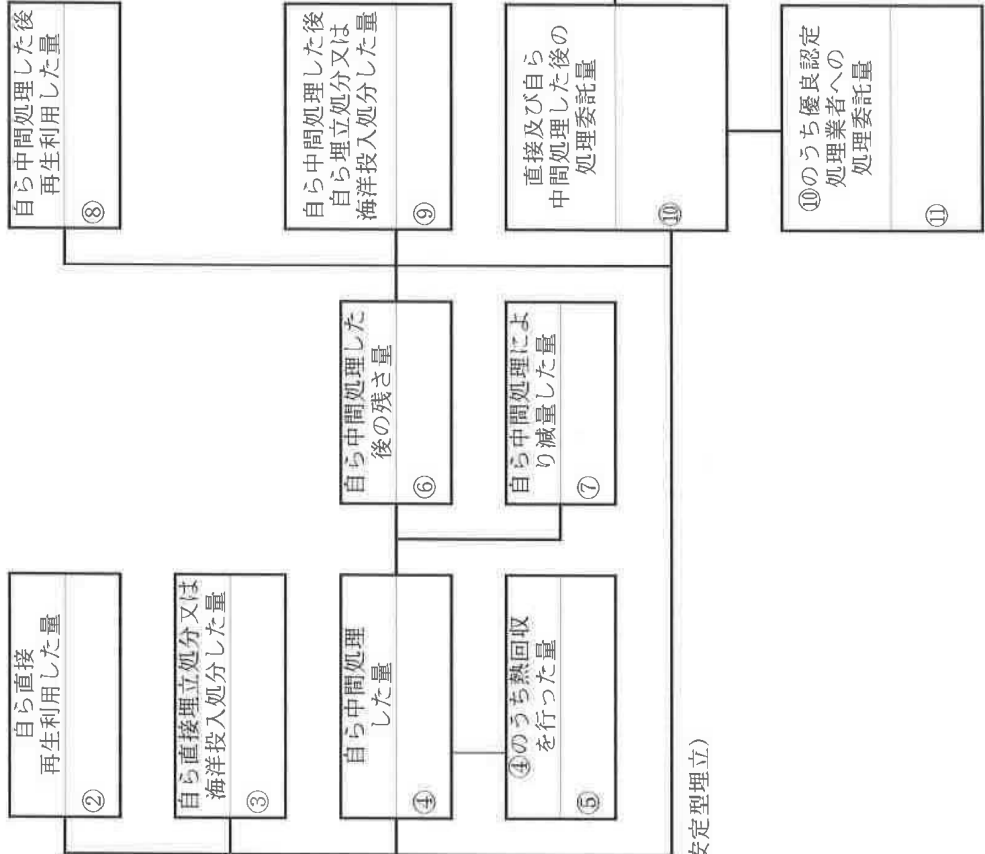 自ら直接
再生利用した量
②
自ら直接埋立処分又は
海洋投入処分した量
③
自ら中間処理
した量
④
④のうち熱回収
を行った量
⑤
自ら中間処理した
後の残さ量
⑥
自ら中間処理によ
り減量した量
⑦
自ら中間処理した後
再生利用した量
⑧
自ら中間処理した後
自ら埋立処分又は
海洋投入処分した量
⑨
直接及び自ら
中間処理した後の
処理委託量
⑩
⑩のうち優良認定
処理業者への
処理委託量
⑪
安定型埋立）